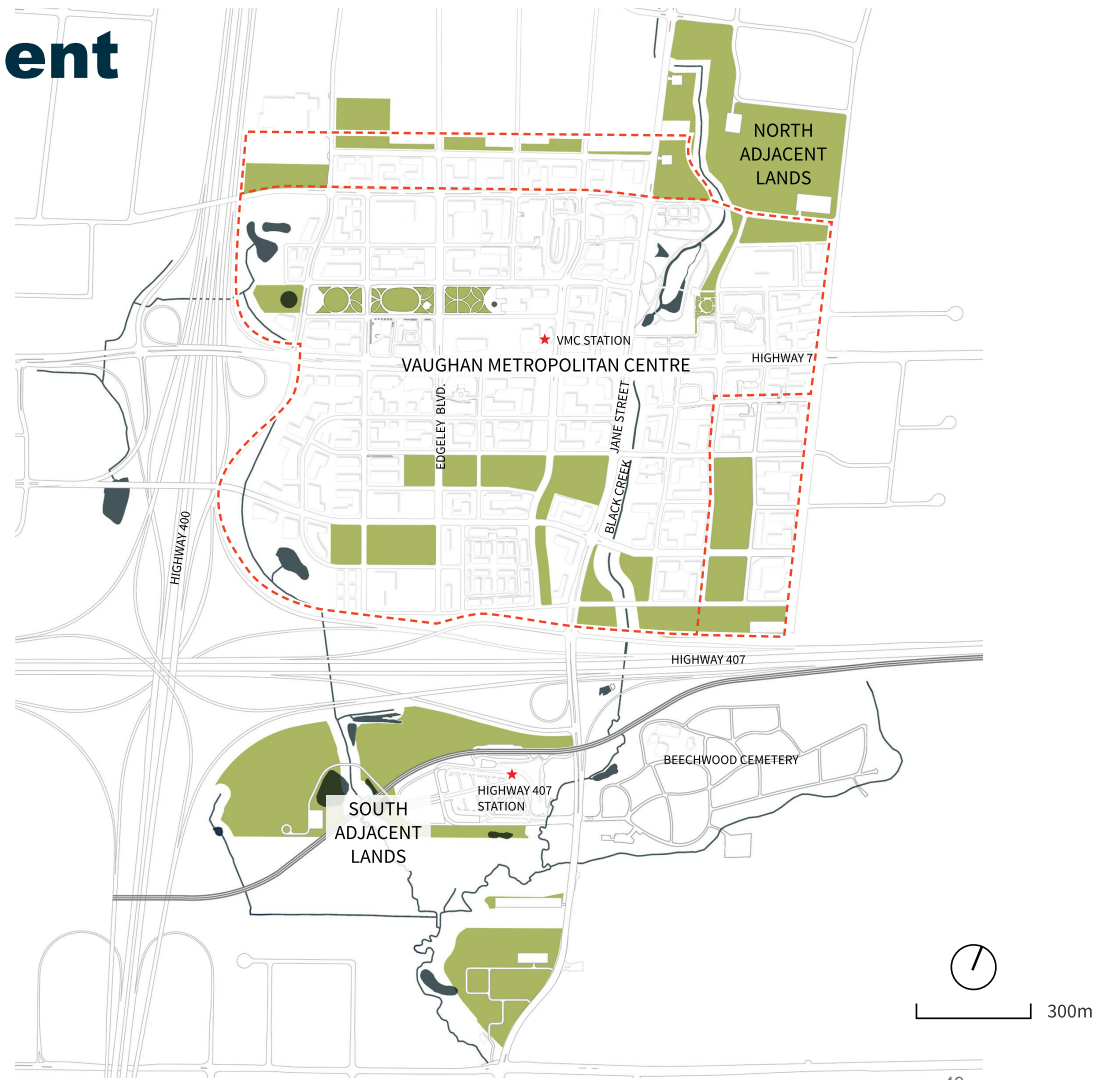 ent
NORTH
ADJACENT
LANDS
VMC STATION
VAUGHAN METROPOLITAN CENTRE
HIGHWAY 7
EDGELEY BLVD.
JANE STREET
BLACK CREEK
HIGHWAY 400
HIGHWAY 407
BEECHWOOD CEMETERY
HIGHWAY 407
STATION
SOUTH
ADJACENT
LANDS
300m